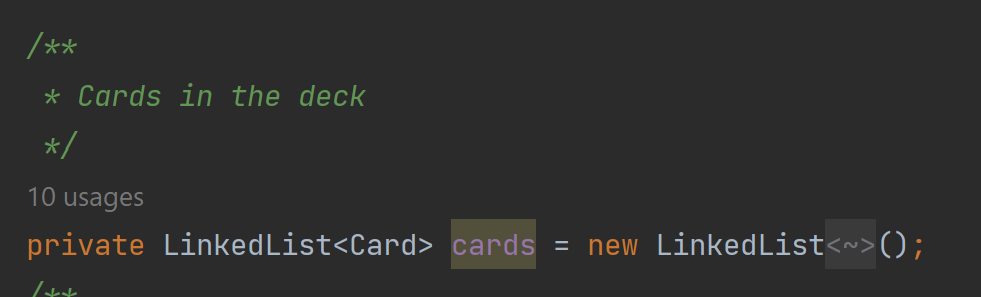 /**
* Cards in the deck
*/
10 usages
private LinkedList<Card> cards = new LinkedList<~>();
/**